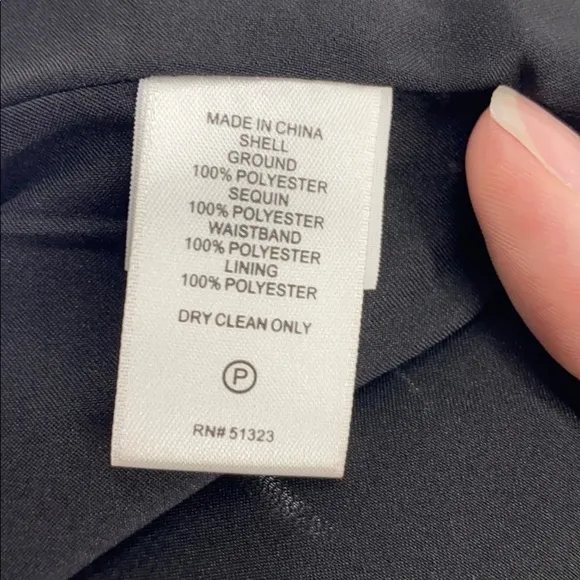 MADE IN CHINA
SHELL
GROUND
100% POLYESTER
SEQUIN
100% POLYESTER
WAISTBAND
100% POLYESTER
LINING
100% POLYESTER
DRY CLEAN ONLY
P
RN# 51323